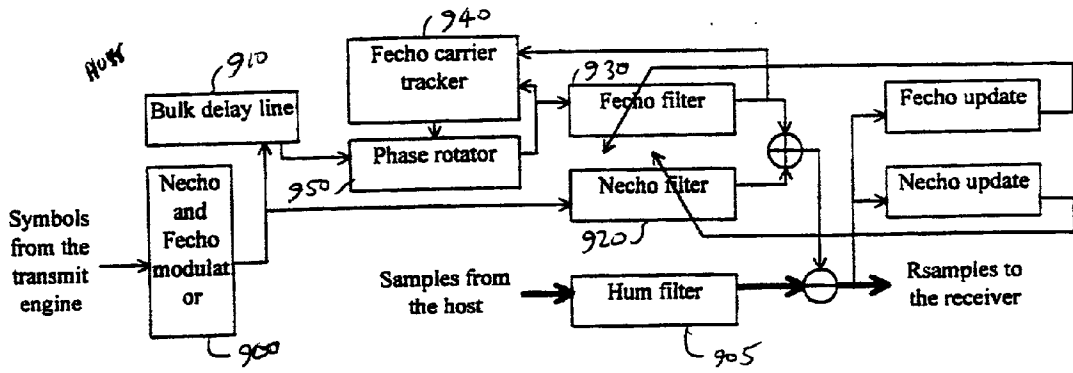 940
Fecho carrier
tracker
910
Bulk delay line
930
Fecho filter
Fecho update
Phase rotator
950
Necho
and
Fecho
modulat
or
Necho filter
Necho update
920
Symbols
from the
transmit
engine
Samples from
the host
Hum filter
Rsamples to
the receiver
900
905